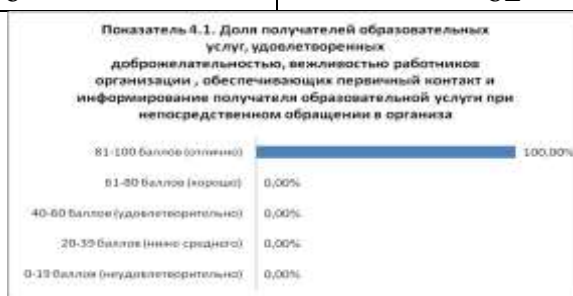 Показатель 4.1. Доля получателей образовательных
услуг, удовлетворенных
доброжелательностью, вежливостью работников
организации , обеспечивающих первичный контакт и
информирование получателя образовательной услуги при
непосредственном обращении в организа
81-100 баллов (отлично)
100,00%
61-80 баллов (хорошо)
0,00%
40-60 баллов (удовлетворительно)
0,00%
20-39 баллов (ниже среднего)
0,00%
0-19 баллов (неудовлетворительно)
0,00%